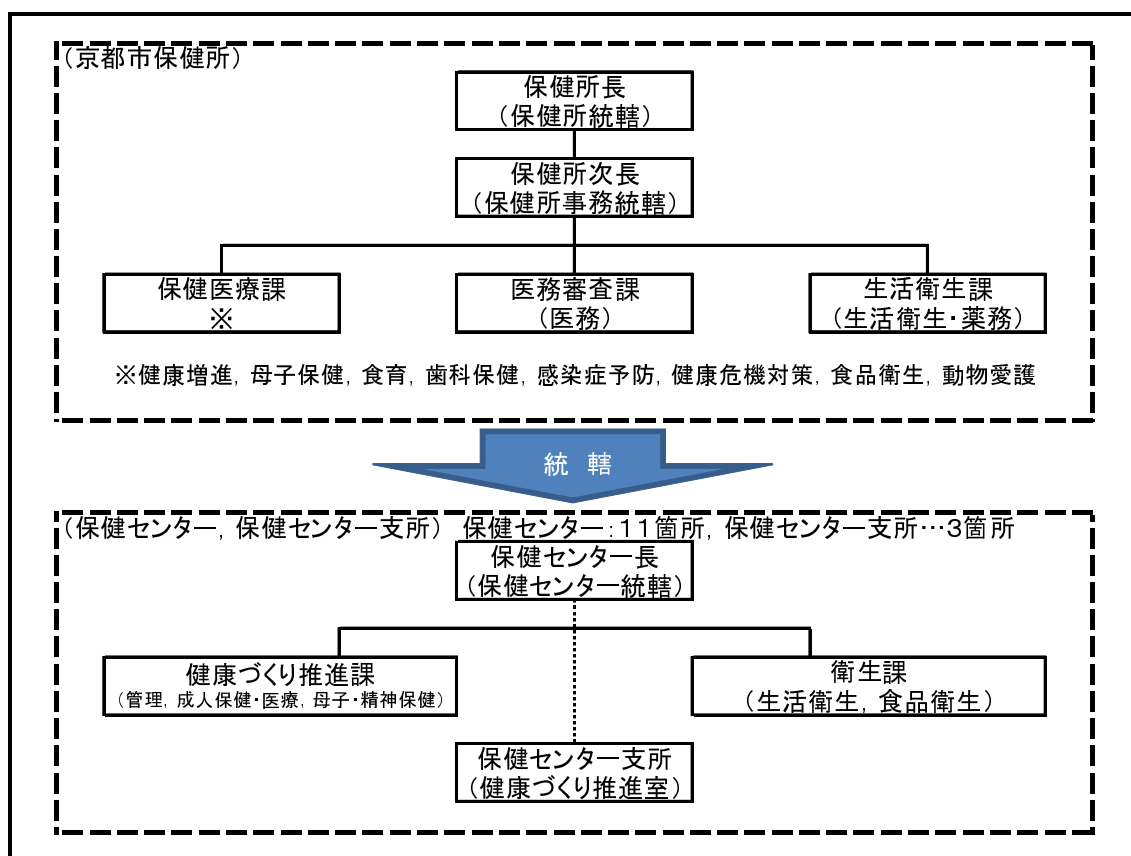 (京都市保健所)
保健所長
(保健所統轄)
保健所次長
(保健所事務統轄)
保健医療課
※
医務審査課
(医務)
生活衛生課
(生活衛生・薬務)
※健康増進，母子保健，食育，歯科保健，感染症予防，健康危機対策，食品衛生，動物愛護
統 轄
(保健センター，保健センター支所) 保健センター：１１箇所，保健センター支所…３箇所
保健センター長
(保健センター統轄)
健康づくり推進課
(管理，成人保健・医療，母子・精神保健)
衛生課
(生活衛生，食品衛生)
保健センター支所
(健康づくり推進室)